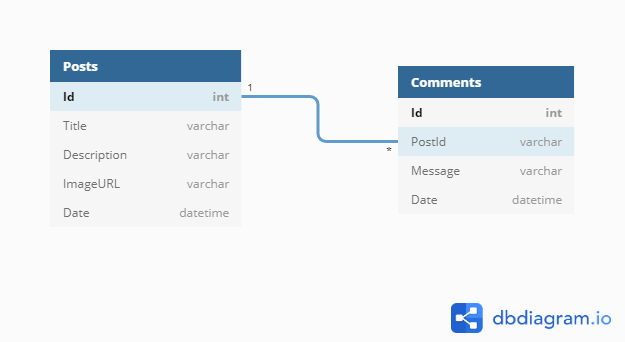 Posts
Id int
Title varchar
Description varchar
ImageURL varchar
Date datetime
1
*
Comments
Id int
PostId varchar
Message varchar
Date datetime
dbdiagram.io